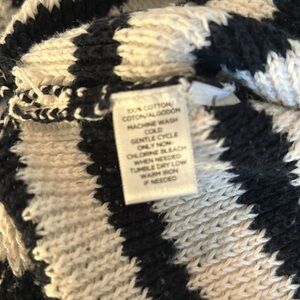 100% COTTON/
COTON/ALGODON
MACHINE WASH
COLD
GENTLE CYCLE
ONLY NON-
CHLORINE BLEACH
WHEN NEEDED
TUMBLE DRY LOW
WARM IRON
IF NEEDED